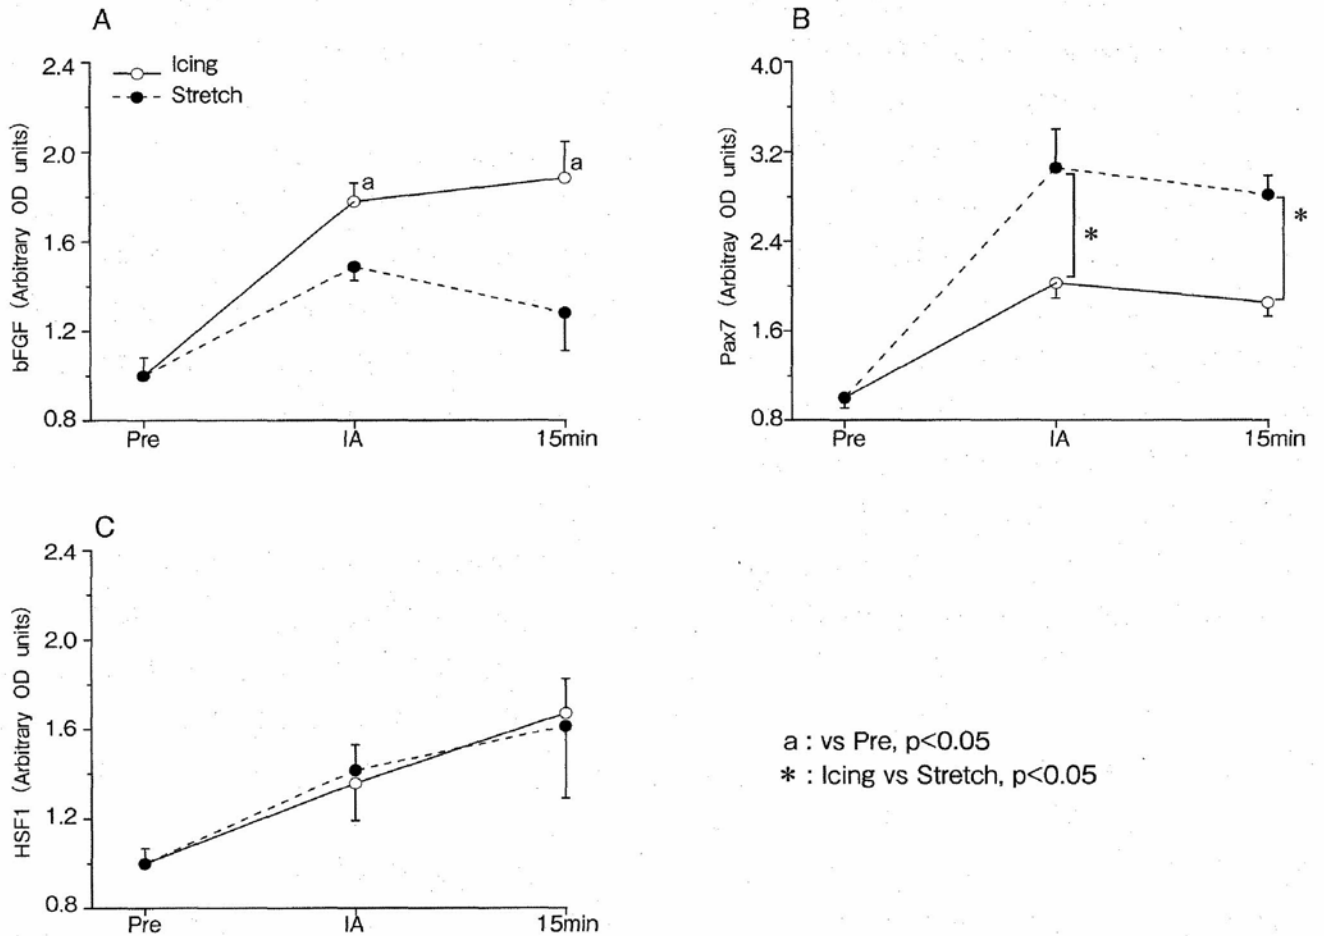 A
Icing
Stretch
bFGF (Arbitrary OD units)
2.4
2.0
1.6
1.2
0.8
a
a
Pre
IA
15min
B
Pax7 (Arbitray OD units)
4.0
3.2
2.4
1.6
0.8
*
*
Pre
IA
15min
C
HSF1 (Arbitrary OD units)
2.4
2.0
1.6
1.2
0.8
Pre
IA
15min
a : vs Pre, p<0.05
* : Icing vs Stretch, p<0.05